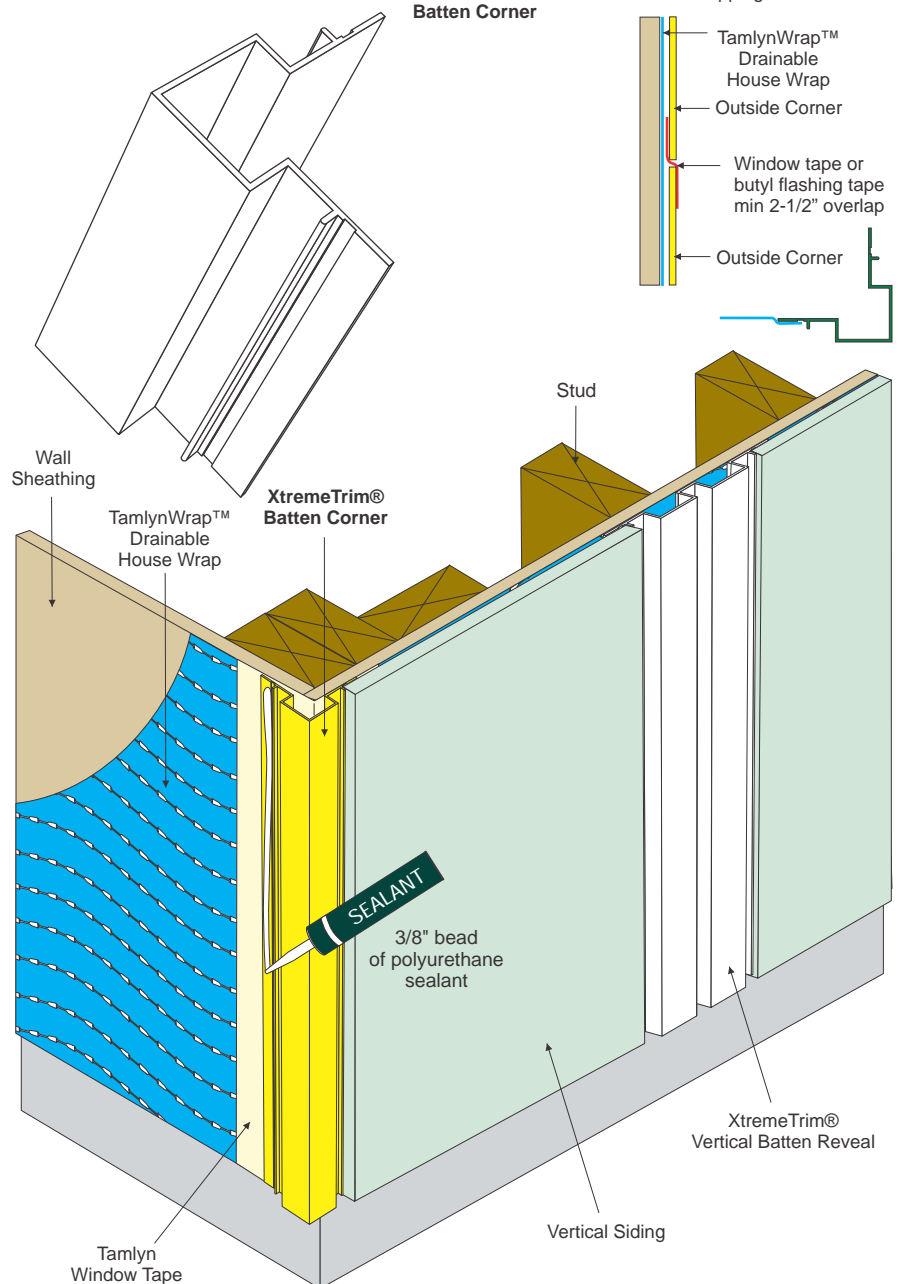 Batten Corner
TamlynWrap™
Drainable
House Wrap
Outside Corner
Window tape or
butyl flashing tape
min 2-1/2” overlap
Outside Corner
Stud
Wall
Sheathing
TamlynWrap™
Drainable
House Wrap
XtremeTrim®
Batten Corner
SEALANT
3/8" bead
of polyurethane
sealant
XtremeTrim®
Vertical Batten Reveal
Vertical Siding
Tamlyn
Window Tape